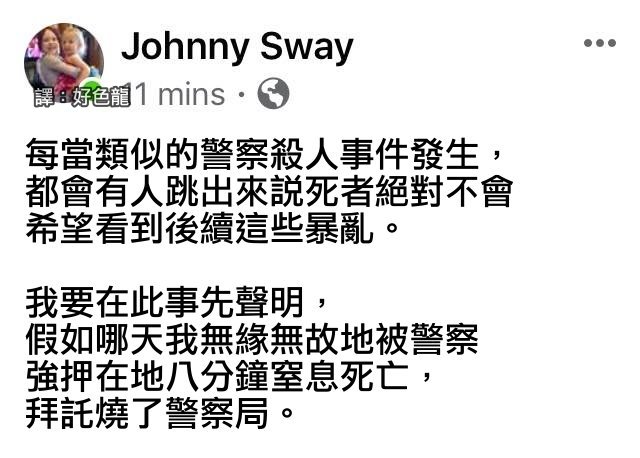 Johnny Sway
譯：好色龍
11 mins
每當類似的警察殺人事件發生，
都會有人跳出來説死者絕對不會
希望看到後續這些暴亂。
我要在此事先聲明，
假如哪天我無緣無故地被警察
強押在地八分鐘窒息死亡，
拜託燒了警察局。